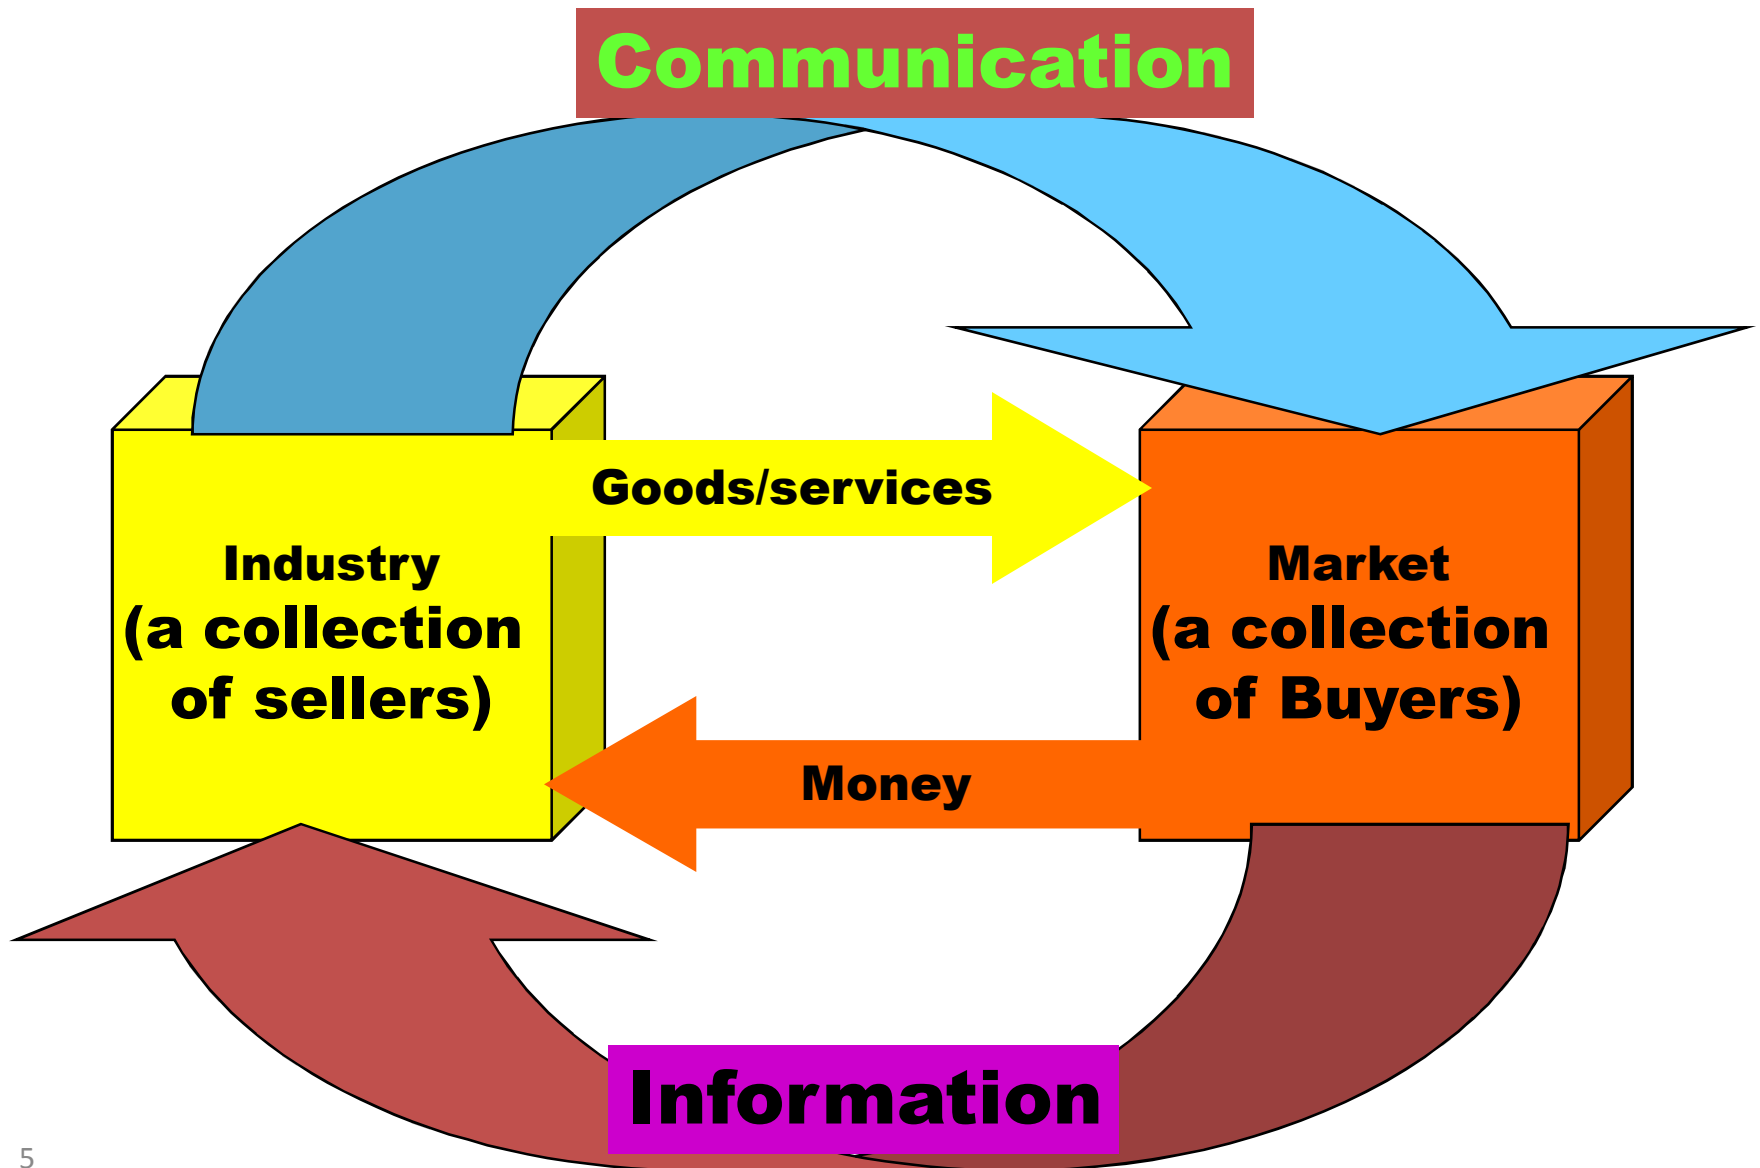 Communication
Goods/services
Industry
(a collection
of sellers)
Market
(a collection
of Buyers)
Money
Information
5